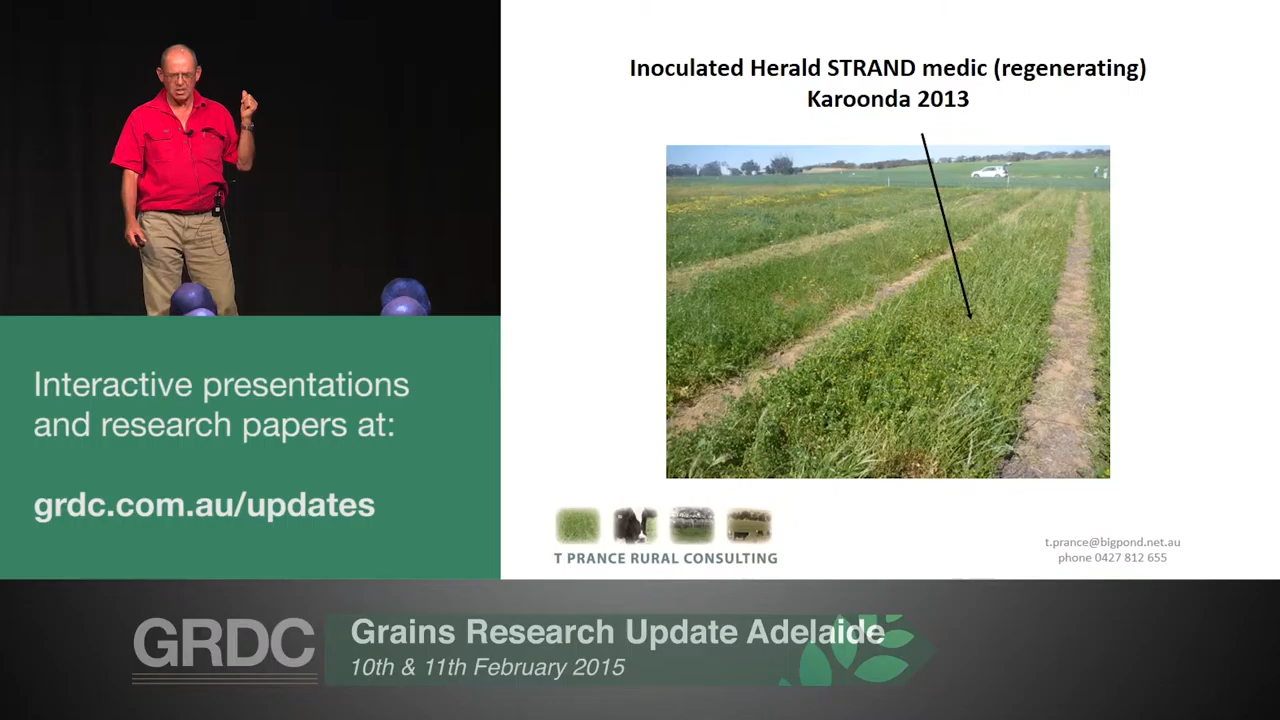 Inoculated Herald STRAND medic (regenerating)
Karoonda 2013
Interactive presentations
and research papers at:
grdc.com.au/updates
T PRANCE RURAL CONSULTING
t.prance@bigpond.net.au
phone 0427 812 655
GRDC
Grains Research Update Adelaide
10th & 11th February 2015